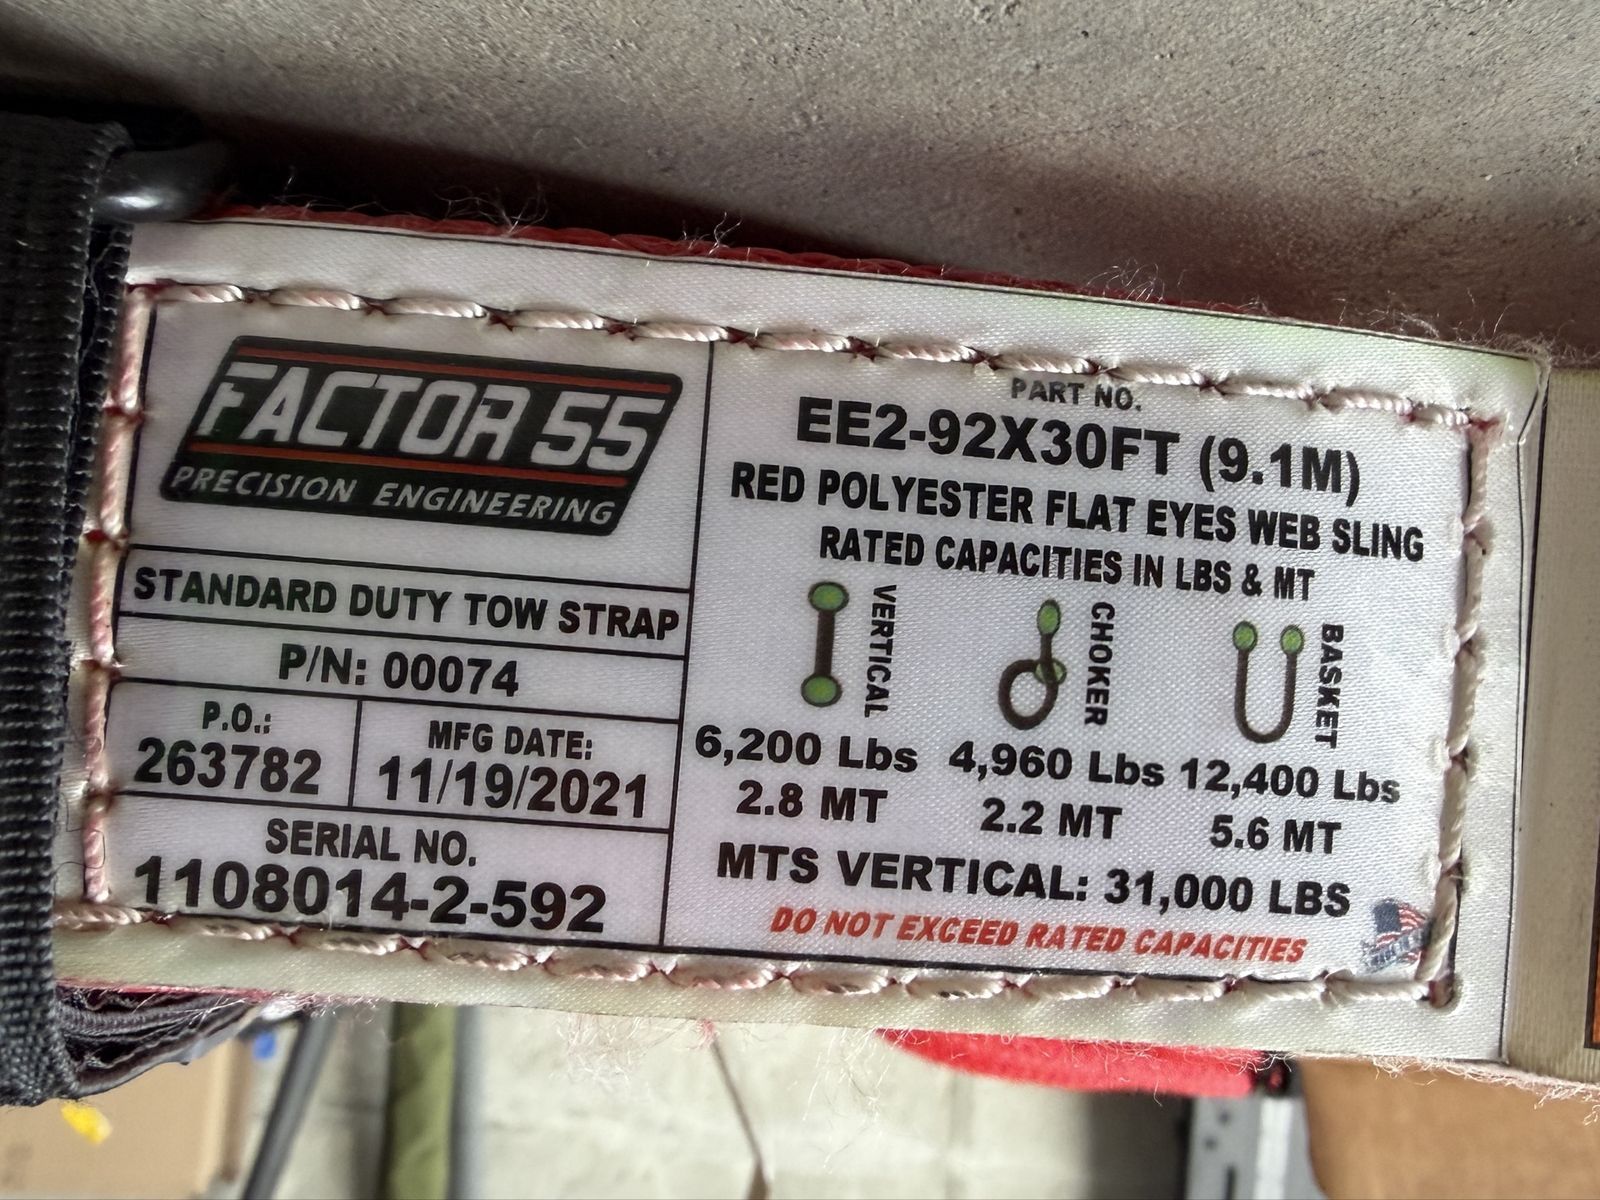 FACTOR 55
PRECISION ENGINEERING
STANDARD DUTY TOW STRAP
P/N: 00074
P.O.:
263782
MFG DATE:
11/19/2021
SERIAL NO.
1108014-2-592
PART NO.
EE2-92X30FT (9.1M)
RED POLYESTER FLAT EYES WEB SLING
RATED CAPACITIES IN LBS & MT
VERTICAL
CHOKER
BASKET
6,200 Lbs 4,960 Lbs 12,400 Lbs
2.8 MT 2.2 MT 5.6 MT
MTS VERTICAL: 31,000 LBS
DO NOT EXCEED RATED CAPACITIES